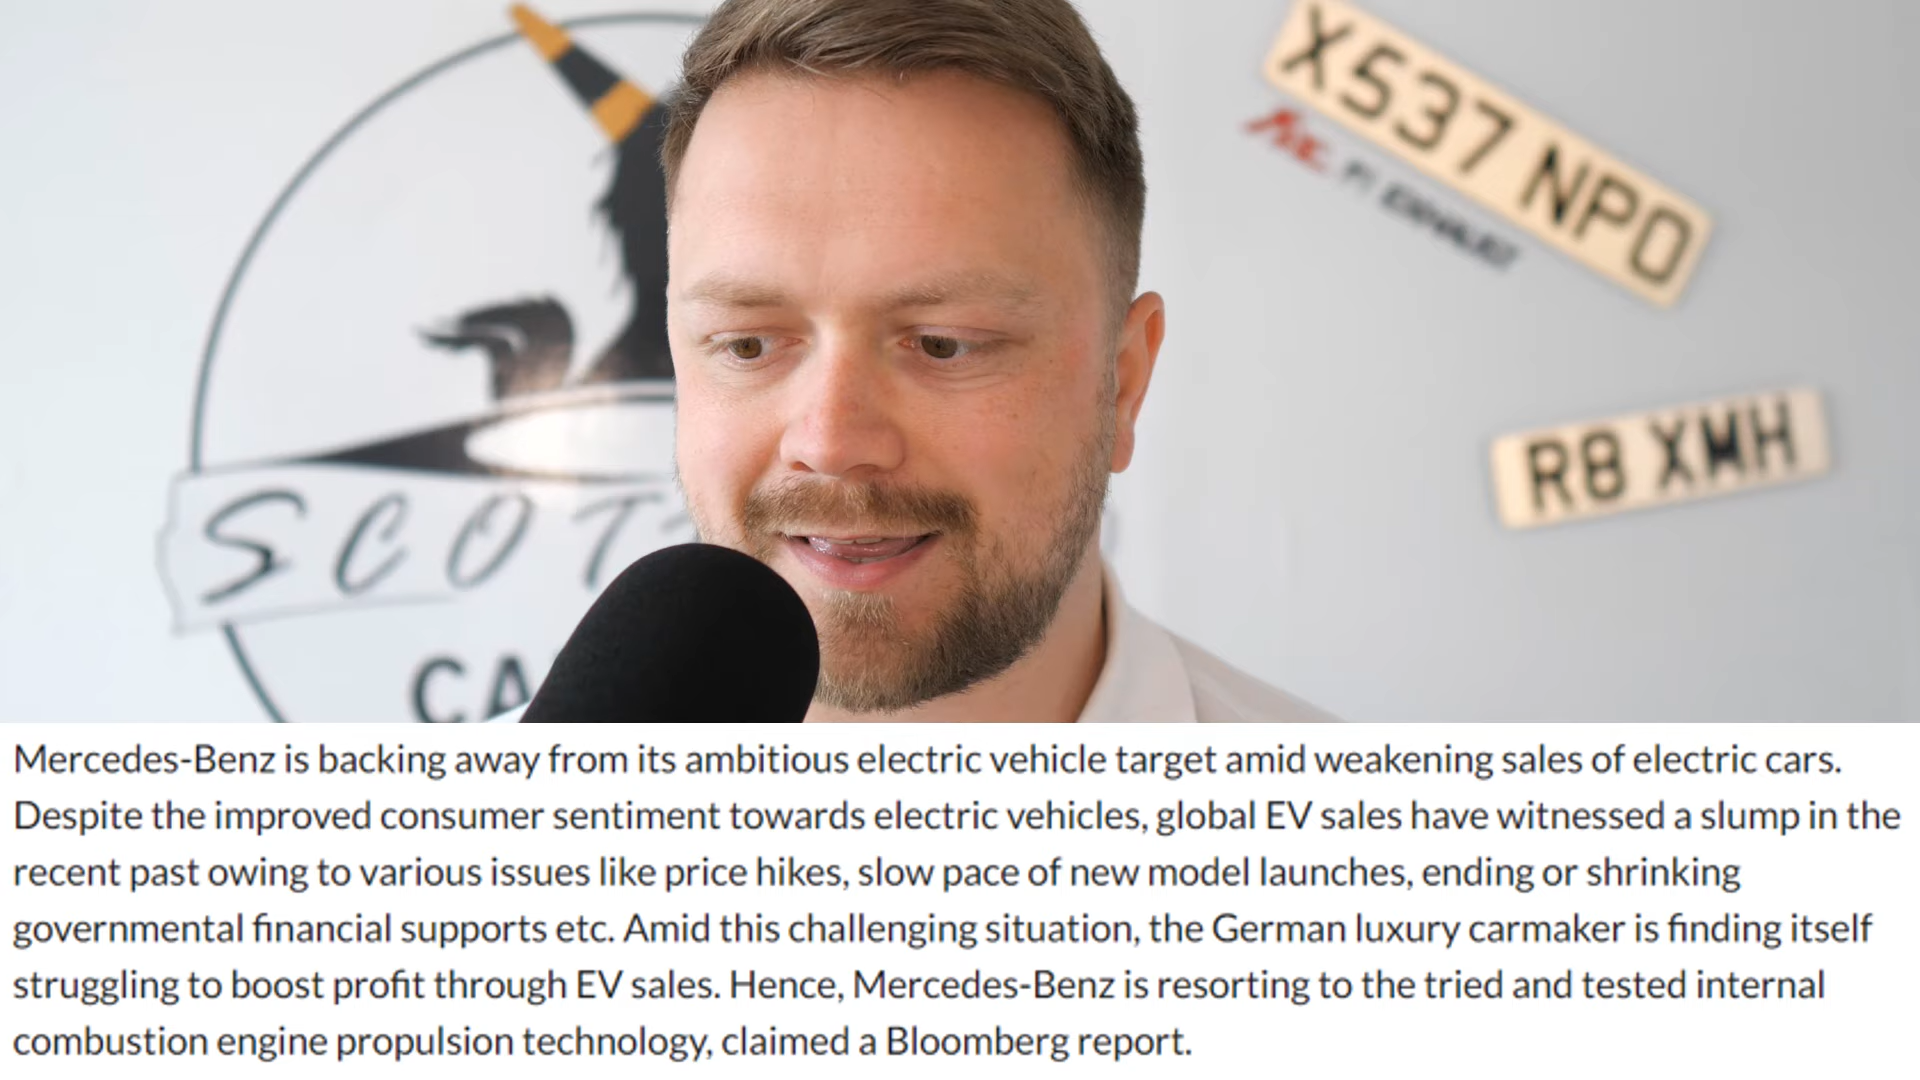 X537 NPO
R8 XMH
SCOT
CA
Mercedes-Benz is backing away from its ambitious electric vehicle target amid weakening sales of electric cars.
Despite the improved consumer sentiment towards electric vehicles, global EV sales have witnessed a slump in the
recent past owing to various issues like price hikes, slow pace of new model launches, ending or shrinking
governmental financial supports etc. Amid this challenging situation, the German luxury carmaker is finding itself
struggling to boost profit through EV sales. Hence, Mercedes-Benz is resorting to the tried and tested internal
combustion engine propulsion technology, claimed a Bloomberg report.